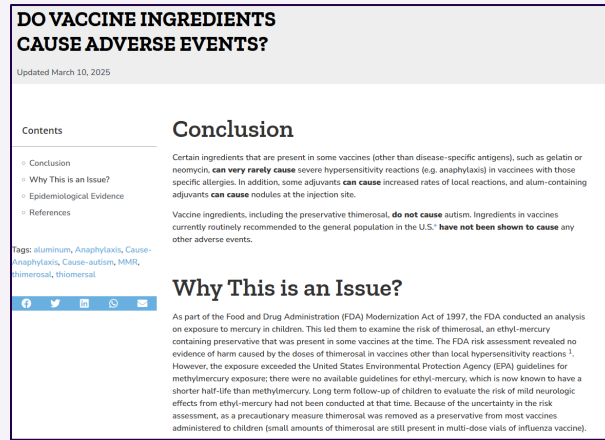 DO VACCINE INGREDIENTS
CAUSE ADVERSE EVENTS?
Updated March 10, 2025
Contents
Conclusion
Why This is an Issue?
Epidemiological Evidence
References
Tags: aluminum, Anaphylaxis, Cause-
Anaphylaxis, Cause-autism, MMR,
thimerosal, thiomersal
Conclusion
Certain ingredients that are present in some vaccines (other than disease-specific antigens), such as gelatin or
neomycin, can very rarely cause severe hypersensitivity reactions (e.g. anaphylaxis) in vaccinees with those
specific allergies. In addition, some adjuvants can cause increased rates of local reactions, and alum-containing
adjuvants can cause nodules at the injection site.
Vaccine ingredients, including the preservative thimerosal, do not cause autism. Ingredients in vaccines
currently routinely recommended to the general population in the U.S.* have not been shown to cause any
other adverse events.
Why This is an Issue?
As part of the Food and Drug Administration (FDA) Modernization Act of 1997, the FDA conducted an analysis
on exposure to mercury in children. This led them to examine the risk of thimerosal, an ethyl-mercury
containing preservative that was present in some vaccines at the time. The FDA risk assessment revealed no
evidence of harm caused by the doses of thimerosal in vaccines other than local hypersensitivity reactions 1.
However, the exposure exceeded the United States Environmental Protection Agency (EPA) guidelines for
methylmercury exposure; there were no available guidelines for ethyl-mercury, which is now known to have a
shorter half-life than methylmercury. Long term follow-up of children to evaluate the risk of mild neurologic
effects from ethyl-mercury had not been conducted at that time. Because of the uncertainty in the risk
assessment, as a precautionary measure thimerosal was removed as a preservative from most vaccines
administered to children (small amounts of thimerosal are still present in multi-dose vials of influenza vaccine).